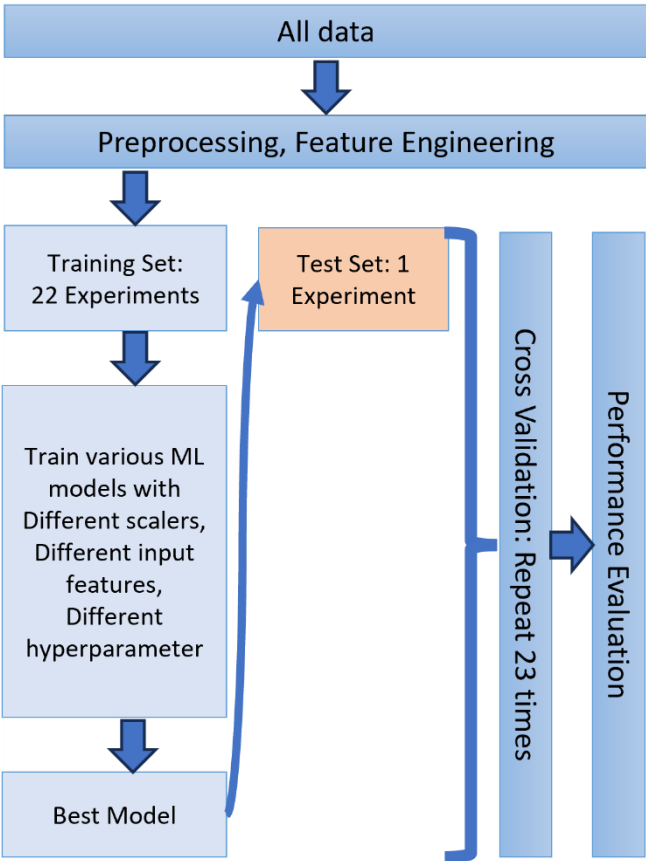 All data
Preprocessing, Feature Engineering
Training Set:
22 Experiments
Test Set: 1
Experiment
Train various ML
models with
Different scalers,
Different input
features,
Different
hyperparameter
Best Model
Cross Validation: Repeat 23 times
Performance Evaluation